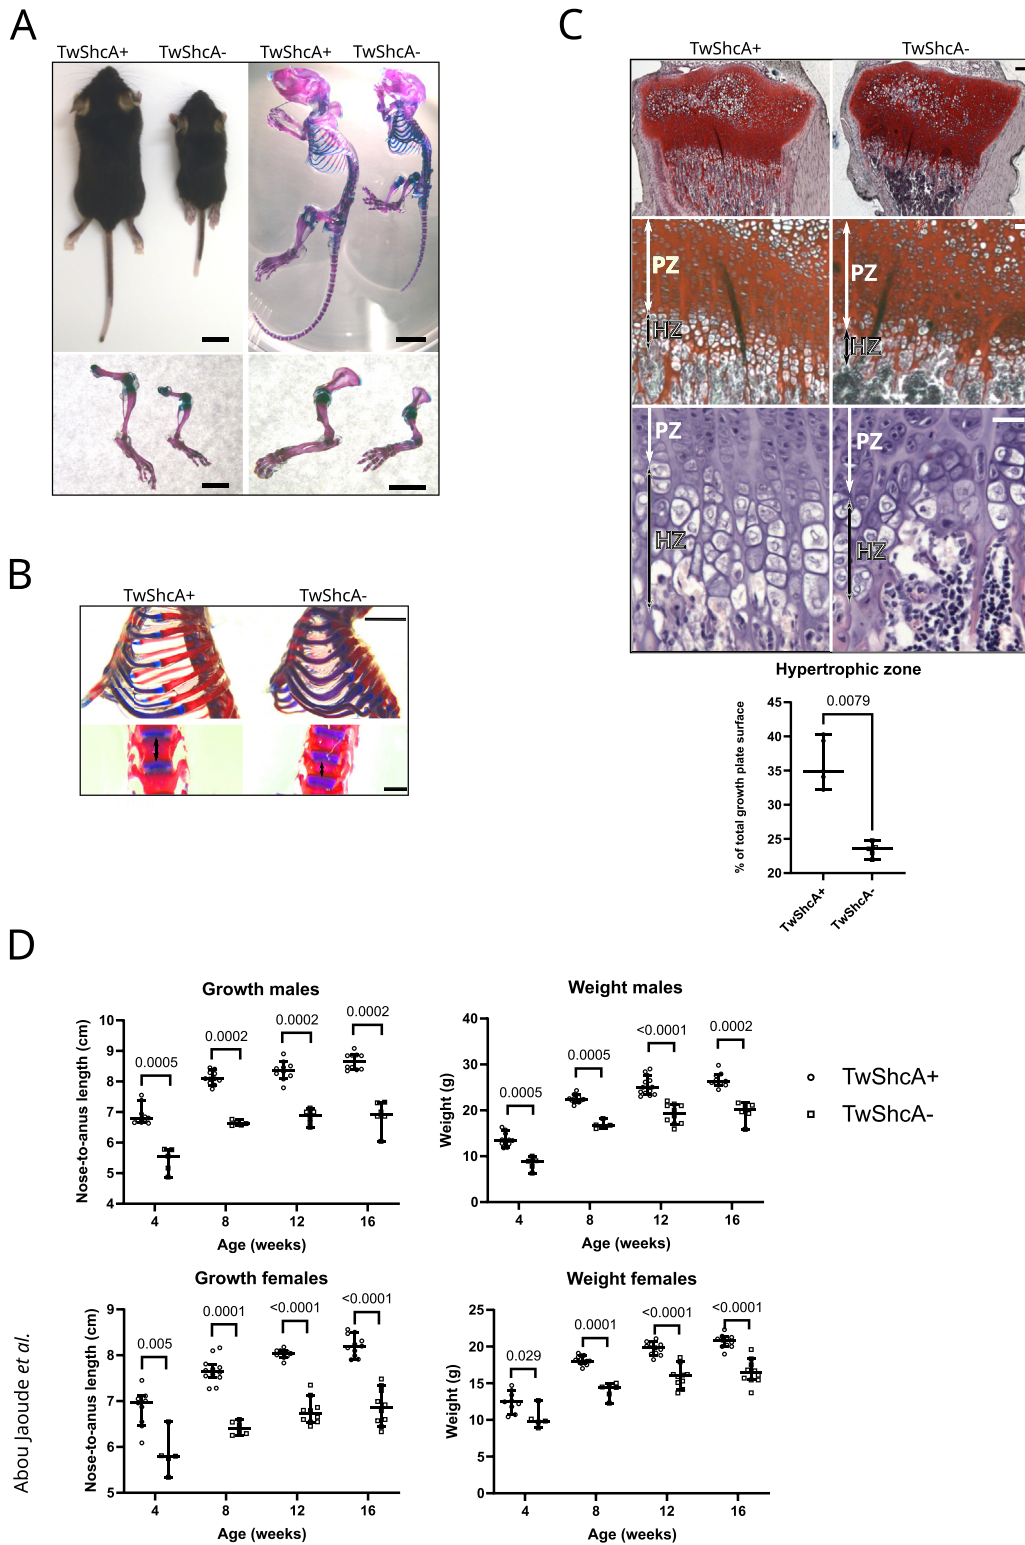 A
TwShcA+
TwShcA-
TwShcA+
TwShcA-
B
TwShcA+
TwShcA-
C
TwShcA+
TwShcA-
PZ
HZ
PZ
HZ
PZ
HZ
PZ
HZ
Hypertrophic zone
% of total growth plate surface
45
40
35
30
25
20
0.0079
TwShcA+
TwShcA-
D
Growth males
Nose-to-anus length (cm)
10
9
8
7
6
5
4
0.0005
0.0002
0.0002
0.0002
4
8
12
16
Age (weeks)
Weight males
Weight (g)
40
30
20
10
0
0.0005
0.0005
<0.0001
0.0002
4
8
12
16
Age (weeks)
TwShcA+
TwShcA-
Growth females
Nose-to-anus length (cm)
9
8
7
6
5
0.005
0.0001
<0.0001
<0.0001
4
8
12
16
Age (weeks)
Weight females
Weight (g)
25
20
15
10
5
0
0.029
0.0001
<0.0001
<0.0001
4
8
12
16
Age (weeks)
Abou Jaoude et al.